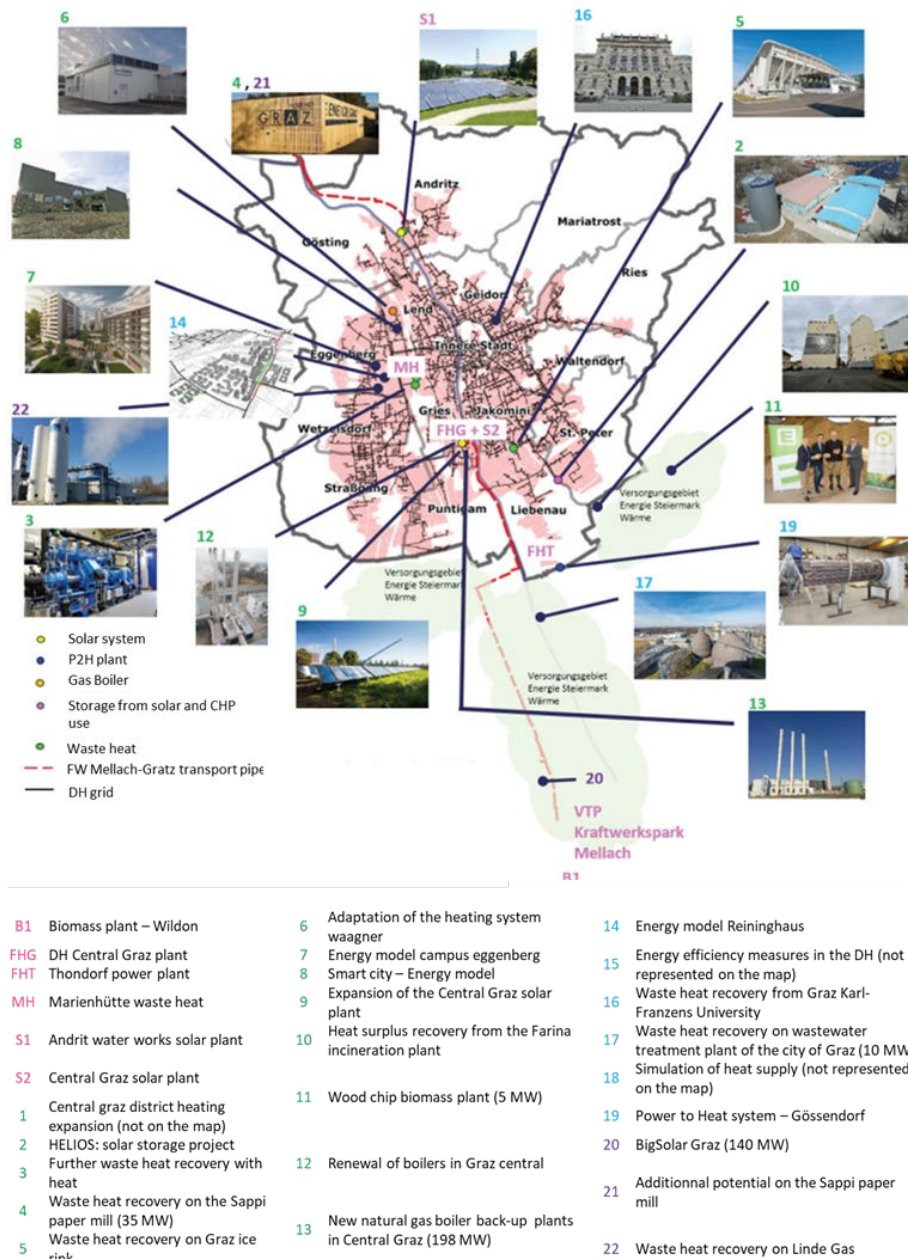 6
S1
16
5
4 , 21
GRAZ
ENERGIE GRAZ
8
2
Andritz
Mariatrost
Gösting
Ries
7
10
Geidorf
Lend
14
Innere Stadt
Eggenberg
Waltendorf
MH
11
22
Gries
Jakomini
Wetzelsdorf
FHG + S2
St. Peter
Straßgang
Versorgungsgebiet
Energie Steiermark
Wärme
Puntigam
Liebenau
3
12
19
FHT
Versorgungsgebiet
Energie Steiermark
Wärme
17
9
Solar system
P2H plant
Gas Boiler
Storage from solar and CHP
use
Waste heat
FW Mellach-Gratz transport pipe
DH grid
Versorgungsgebiet
Energie Steiermark
Wärme
13
20
VTP
Kraftwerkspark
Mellach
B1
B1 Biomass plant – Wildon
FHG DH Central Graz plant
FHT Thondorf power plant
MH Marienhütte waste heat
S1 Andrit water works solar plant
S2 Central Graz solar plant
1 Central graz district heating
expansion (not on the map)
2 HELIOS: solar storage project
3 Further waste heat recovery with
heat
4 Waste heat recovery on the Sappi
paper mill (35 MW)
5 Waste heat recovery on Graz ice
rink
6 Adaptation of the heating system
waagner
7 Energy model campus eggenberg
8 Smart city – Energy model
9 Expansion of the Central Graz solar
plant
10 Heat surplus recovery from the Farina
incineration plant
11 Wood chip biomass plant (5 MW)
12 Renewal of boilers in Graz central
13 New natural gas boiler back-up plants
in Central Graz (198 MW)
14 Energy model Reininghaus
15 Energy efficiency measures in the DH (not
represented on the map)
16 Waste heat recovery from Graz Karl-
Franzens University
17 Waste heat recovery on wastewater
treatment plant of the city of Graz (10 MW
18 Simulation of heat supply (not represented
on the map)
19 Power to Heat system – Gössendorf
20 BigSolar Graz (140 MW)
21 Additionnal potential on the Sappi paper
mill
22 Waste heat recovery on Linde Gas